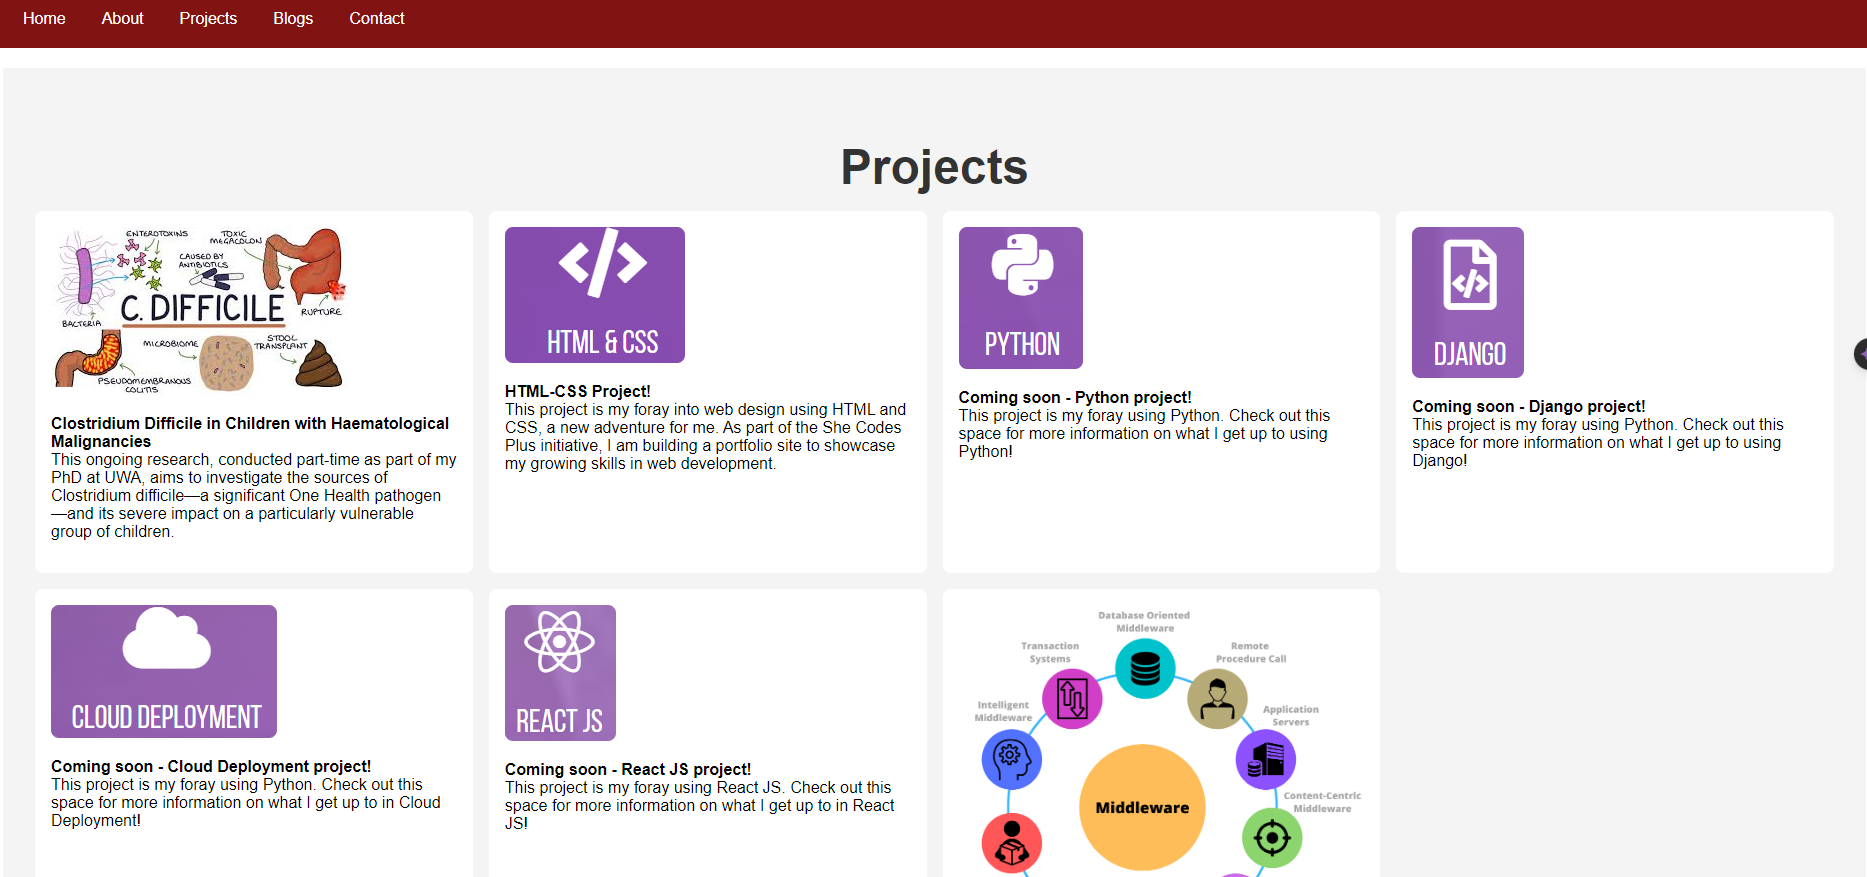 Home About Projects Blogs Contact
Projects
ENTEROTOXINS
TOXIC
MEGACOLON
CAUSED BY
ANTIBIOTICS
C. DIFFICILE
BACTERIA
RUPTURE
MICROBIOME
STOOL
TRANSPLANT
PSEUDOMEMBRANOUS
COLITIS
Clostridium Difficile in Children with Haematological
Malignancies
This ongoing research, conducted part-time as part of my
PhD at UWA, aims to investigate the sources of
Clostridium difficile—a significant One Health pathogen
—and its severe impact on a particularly vulnerable
group of children.
</>
HTML & CSS
HTML-CSS Project!
This project is my foray into web design using HTML and
CSS, a new adventure for me. As part of the She Codes
Plus initiative, I am building a portfolio site to showcase
my growing skills in web development.
PYTHON
Coming soon - Python project!
This project is my foray using Python. Check out this
space for more information on what I get up to using
Python!
</>
DJANGO
Coming soon - Django project!
This project is my foray using Python. Check out this
space for more information on what I get up to using
Django!
CLOUD DEPLOYMENT
Coming soon - Cloud Deployment project!
This project is my foray using Python. Check out this
space for more information on what I get up to in Cloud
Deployment!
REACT JS
Coming soon - React JS project!
This project is my foray using React JS. Check out this
space for more information on what I get up to in React
JS!
Database Oriented
Middleware
Transaction
Systems
Remote
Procedure Call
Intelligent
Middleware
Application
Servers
Content-Centric
Middleware
Middleware